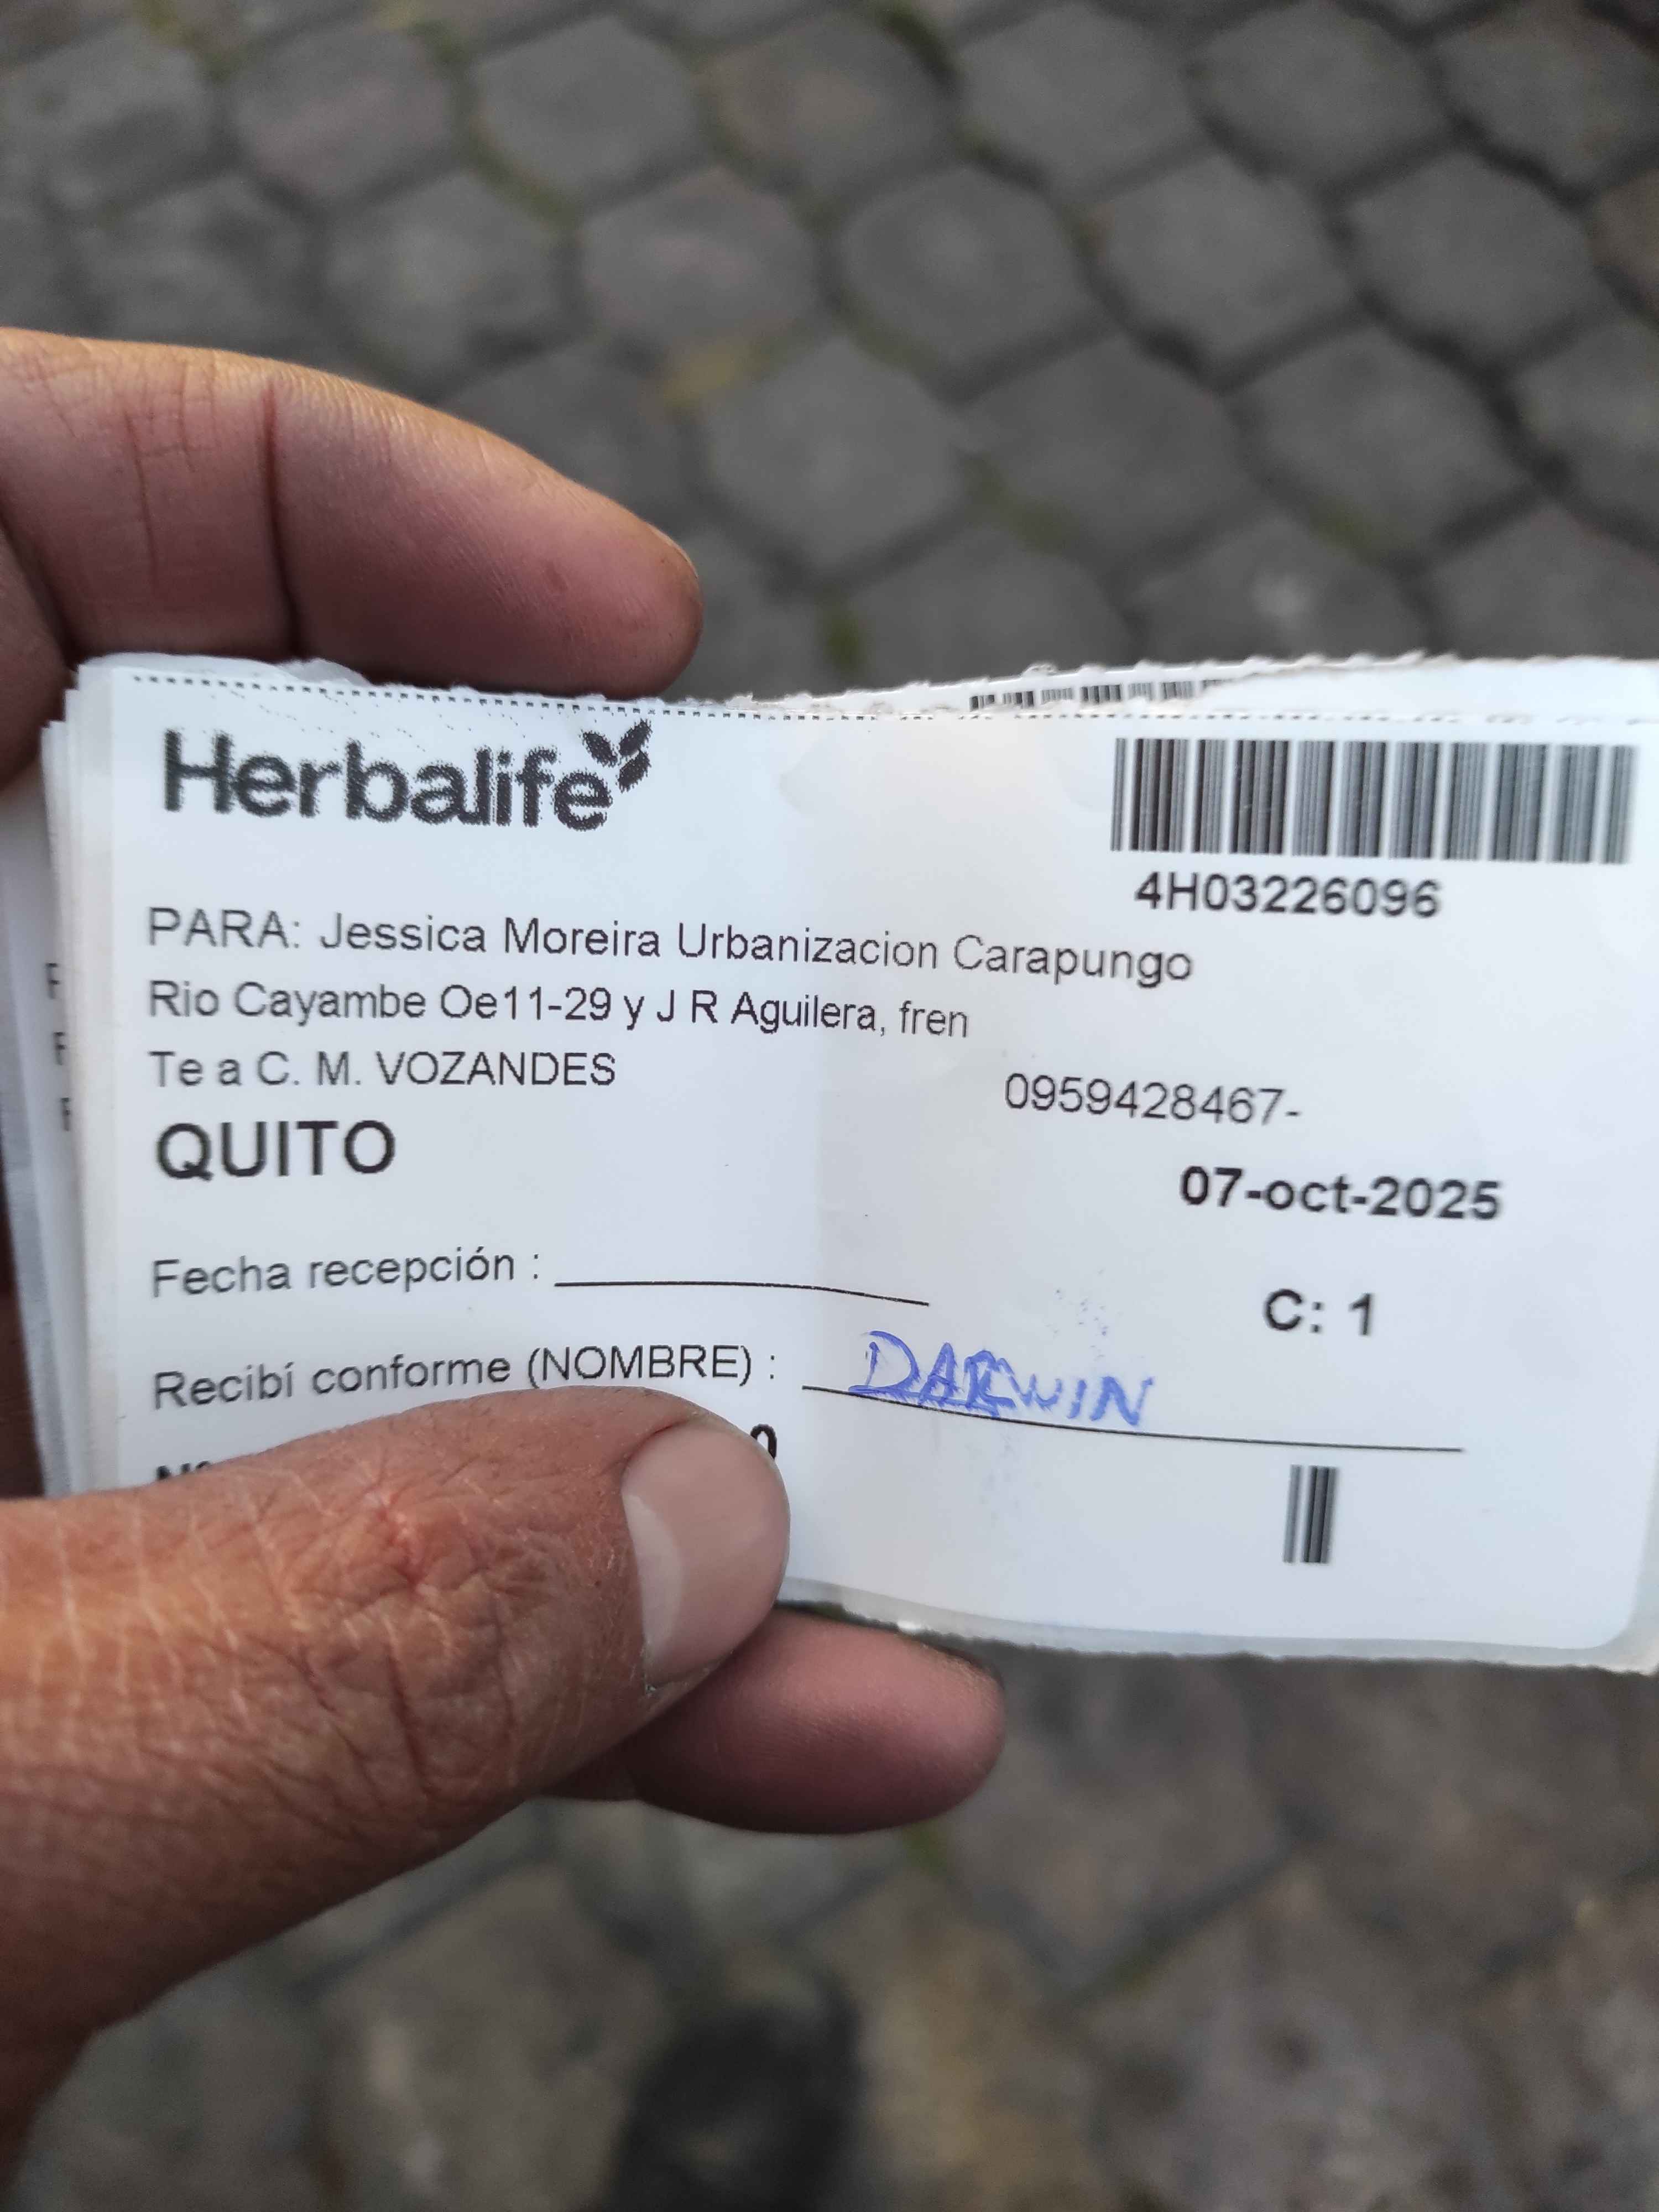 Herbalife
4H03226096
PARA: Jessica Moreira Urbanizacion Carapungo
Rio Cayambe Oe11-29 y J R Aguilera, fren
Te a C. M. VOZANDES
0959428467-
QUITO
07-oct-2025
Fecha recepción :
C: 1
Recibí conforme (NOMBRE) : DARWIN